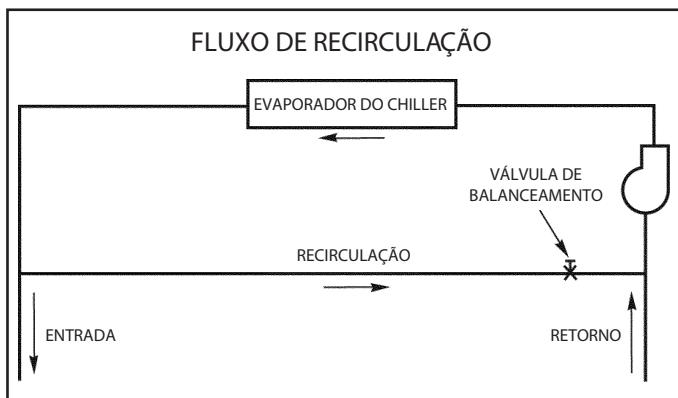 FLUXO DE RECIRCULAÇÃO
EVAPORADOR DO CHILLER
VÁLVULA DE
BALANCEAMENTO
RECIRCULAÇÃO
ENTRADA
RETORNO